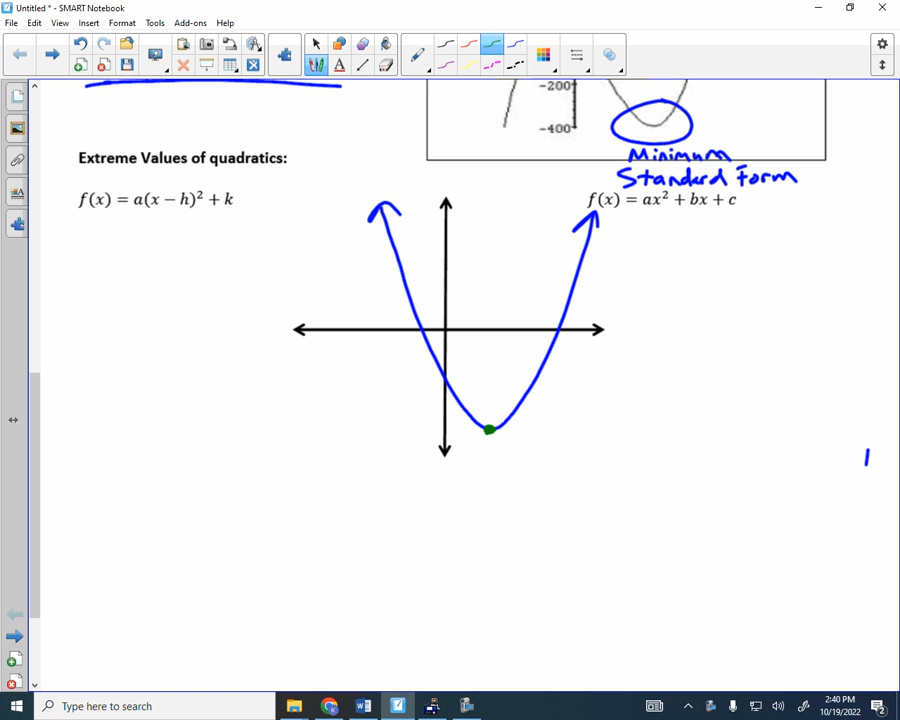 Untitled * - SMART Notebook
File Edit View Insert Format Tools Add-ons Help
-200
-400
Minimum
Extreme Values of quadratics:
Standard Form
f(x) = a(x − h)² + k
f(x) = ax² + bx + c
Type here to search
2:40 PM
10/19/2022
2